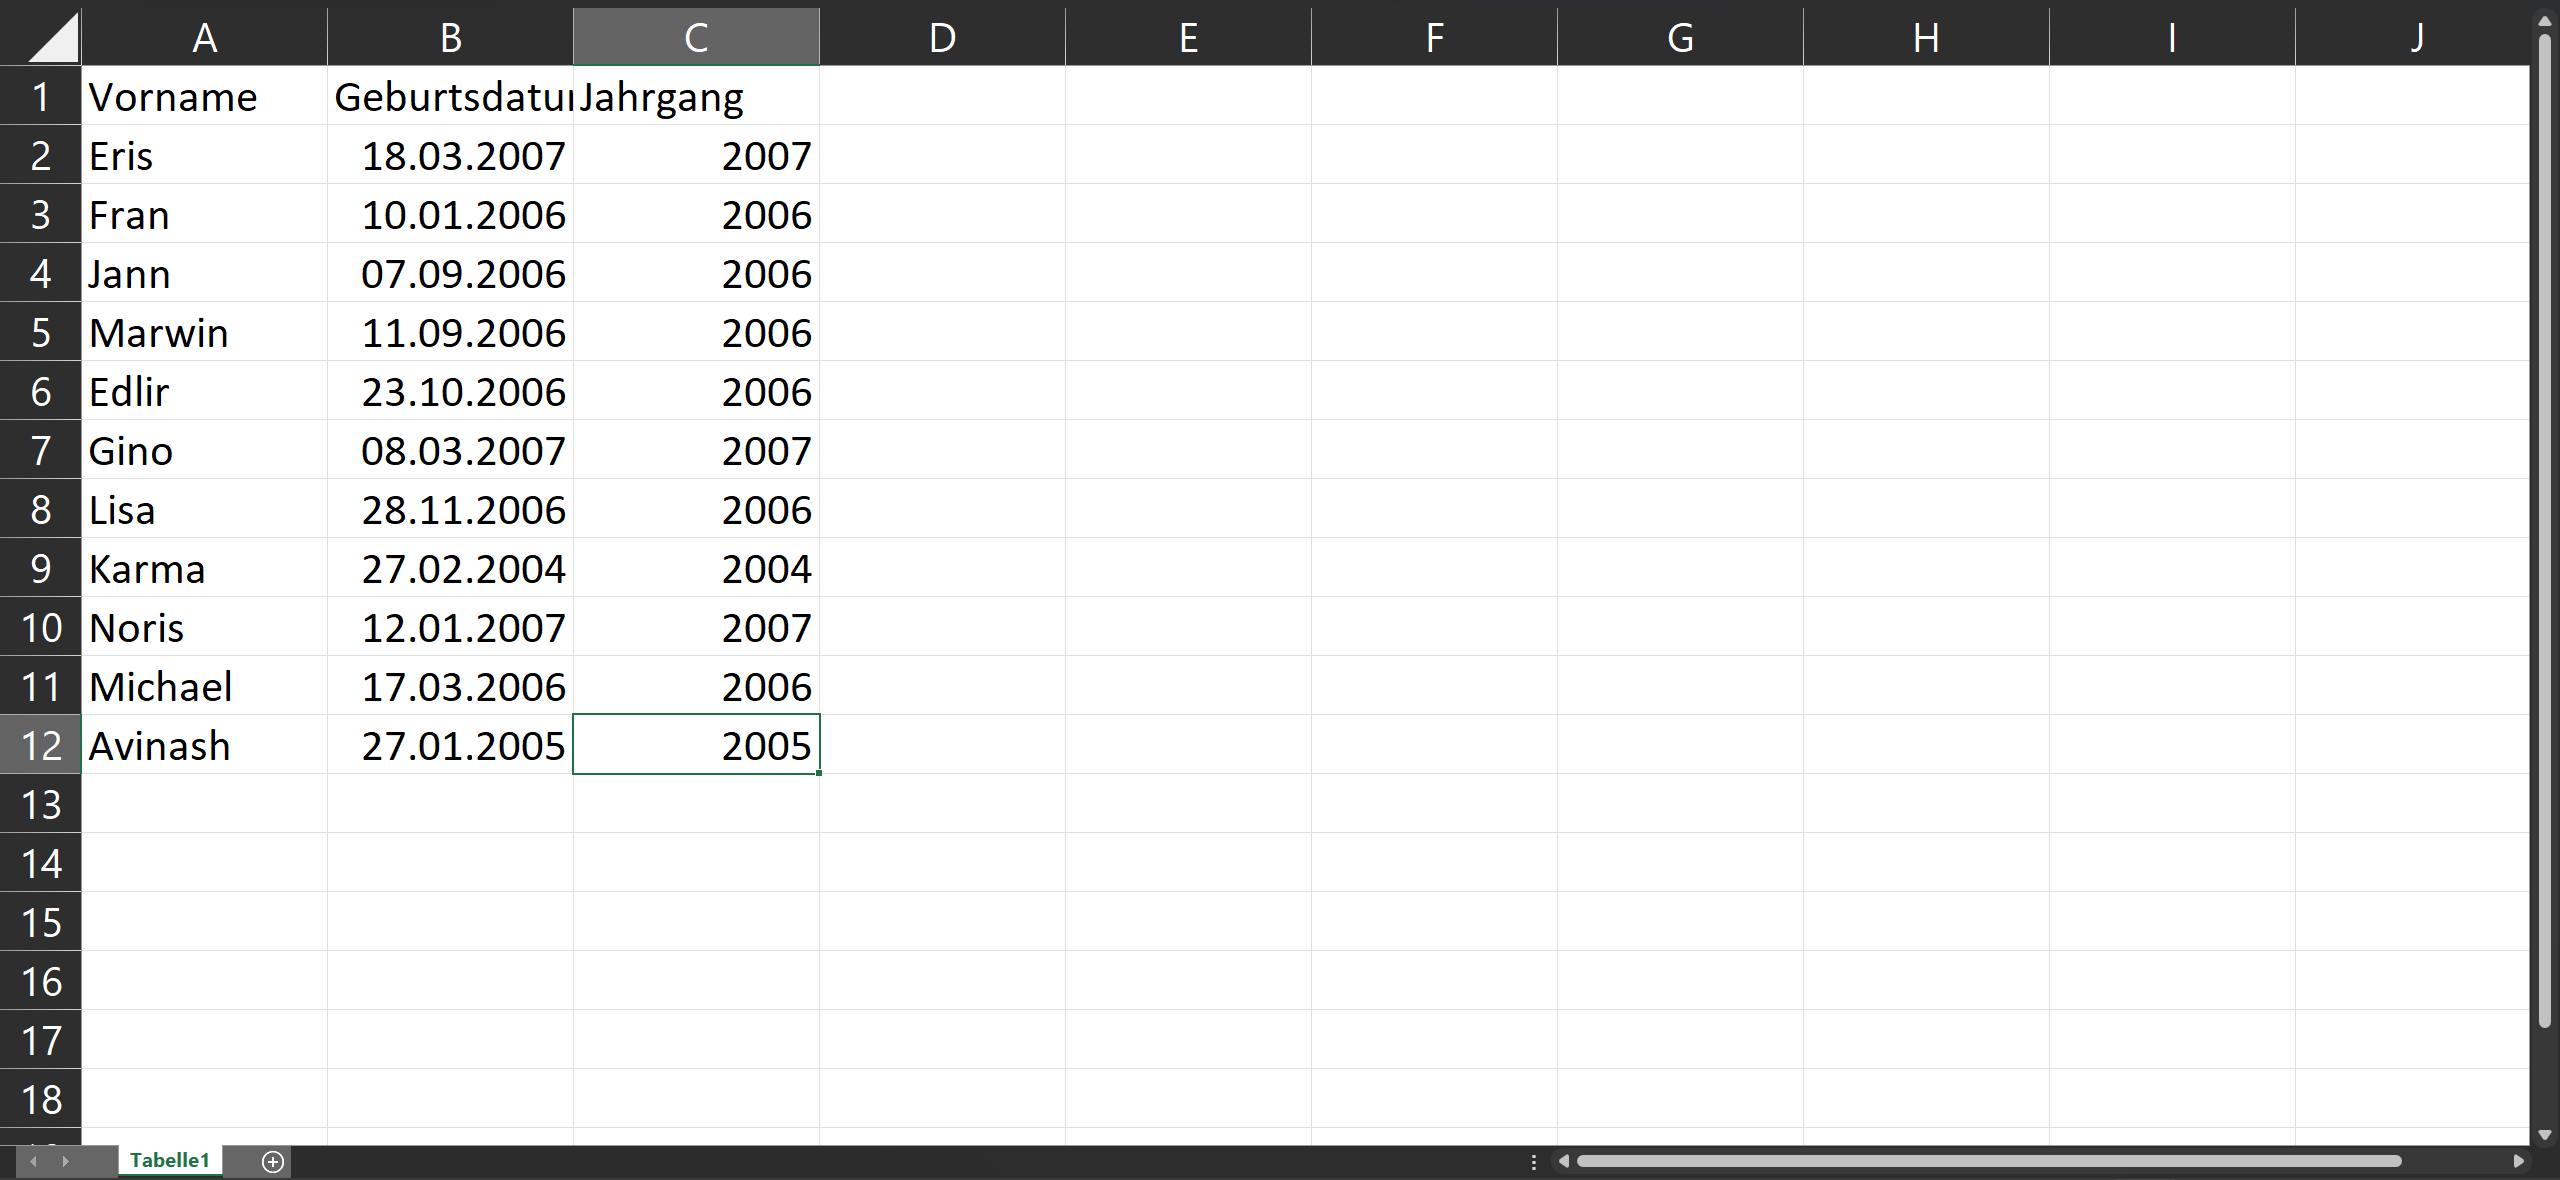 A B C D E F G H I J
1 Vorname Geburtsdatum Jahrgang
2 Eris 18.03.2007 2007
3 Fran 10.01.2006 2006
4 Jann 07.09.2006 2006
5 Marwin 11.09.2006 2006
6 Edlir 23.10.2006 2006
7 Gino 08.03.2007 2007
8 Lisa 28.11.2006 2006
9 Karma 27.02.2004 2004
10 Noris 12.01.2007 2007
11 Michael 17.03.2006 2006
12 Avinash 27.01.2005 2005
13
14
15
16
17
18
Tabelle1